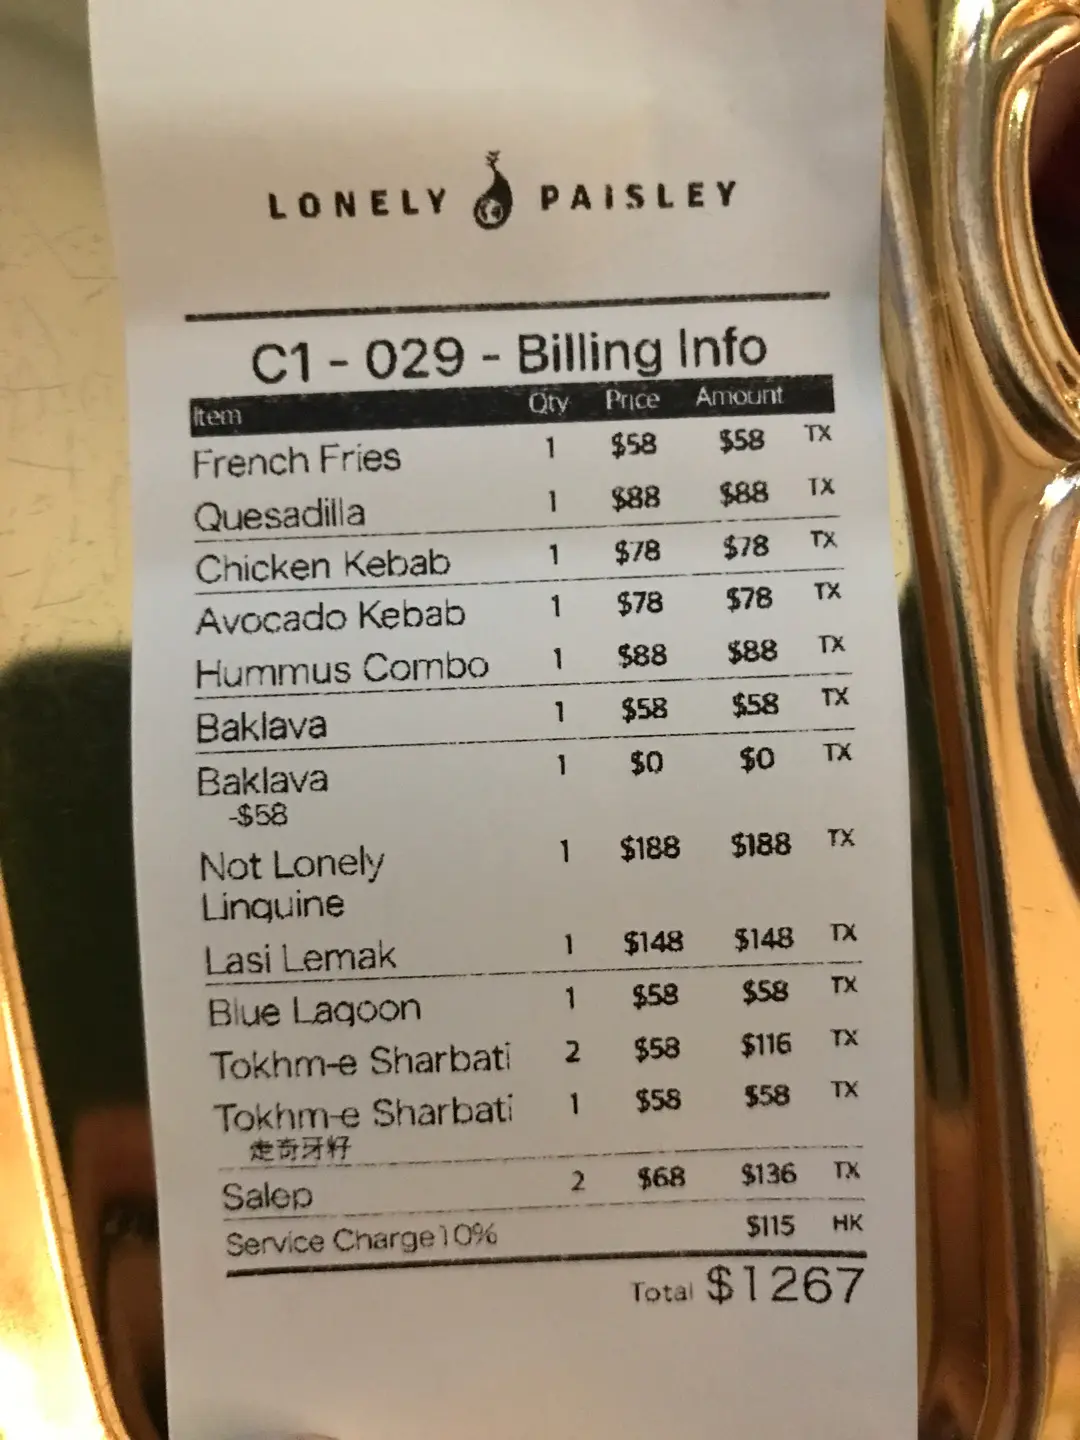 LONELY PAISLEY
C1 - 029 - Billing Info
Item Qty Price Amount
French Fries 1 $58 $58 TX
Quesadilla 1 $88 $88 TX
Chicken Kebab 1 $78 $78 TX
Avocado Kebab 1 $78 $78 TX
Hummus Combo 1 $88 $88 TX
Baklava 1 $58 $58 TX
Baklava 1 $0 $0 TX
-$58
Not Lonely 1 $188 $188 TX
Linguine
Lasi Lemak 1 $148 $148 TX
Blue Lagoon 1 $58 $58 TX
Tokhm-e Sharbati 2 $58 $116 TX
Tokhm-e Sharbati 1 $58 $58 TX
走奇牙籽
Salep 2 $68 $136 TX
Service Charge10% $115 HK
Total $1267